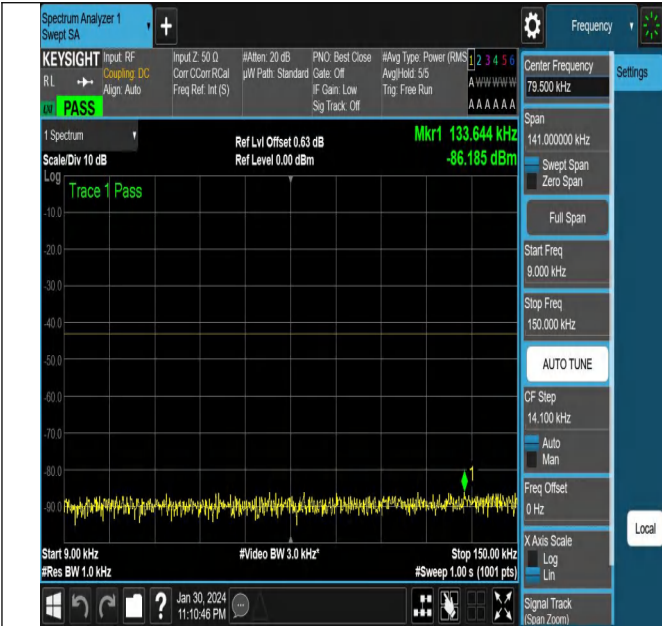 Spectrum Analyzer 1
Swept SA
+
Frequency
KEYSIGHT
RL
PASS
Input: RF
Coupling: DC
Align: Auto
Input Z: 50 Ω
Corr CCorr RCal
Freq Ref: Int (S)
#Atten: 20 dB
µW Path: Standard
PNO: Best Close
Gate: Off
IF Gain: Low
Sig Track: Off
#Avg Type: Power (RMS
Avg|Hold: 5/5
Trig: Free Run
1 2 3 4 5 6
A W W W W W
A A A A A A
1 Spectrum
Scale/Div 10 dB
Ref Lvl Offset 0.63 dB
Ref Level 0.00 dBm
Mkr1 133.644 kHz
-86.185 dBm
Log
Trace 1 Pass
-10.0
-20.0
-30.0
-40.0
-50.0
-60.0
-70.0
-80.0
-90.0
1
Start 9.00 kHz
#Video BW 3.0 kHz*
Stop 150.00 kHz
#Res BW 1.0 kHz
#Sweep 1.00 s (1001 pts)
?
Jan 30, 2024
11:10:46 PM
Center Frequency
79.500 kHz
Span
141.000000 kHz
Swept Span
Zero Span
Full Span
Start Freq
9.000 kHz
Stop Freq
150.000 kHz
AUTO TUNE
CF Step
14.100 kHz
Auto
Man
Freq Offset
0 Hz
X Axis Scale
Log
Lin
Signal Track
(Span Zoom)
Settings
Local